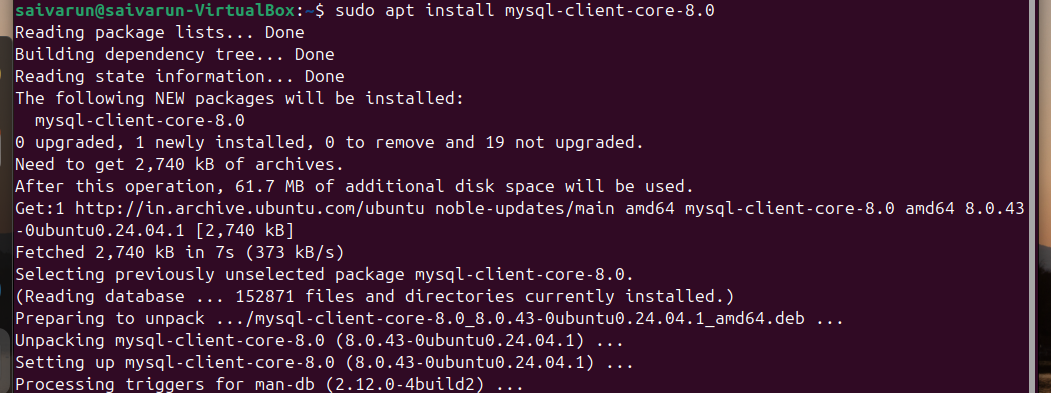 saivarun@saivarun-VirtualBox:~$ sudo apt install mysql-client-core-8.0
Reading package lists... Done
Building dependency tree... Done
Reading state information... Done
The following NEW packages will be installed:
  mysql-client-core-8.0
0 upgraded, 1 newly installed, 0 to remove and 19 not upgraded.
Need to get 2,740 kB of archives.
After this operation, 61.7 MB of additional disk space will be used.
Get:1 http://in.archive.ubuntu.com/ubuntu noble-updates/main amd64 mysql-client-core-8.0 amd64 8.0.43
-0ubuntu0.24.04.1 [2,740 kB]
Fetched 2,740 kB in 7s (373 kB/s)
Selecting previously unselected package mysql-client-core-8.0.
(Reading database ... 152871 files and directories currently installed.)
Preparing to unpack .../mysql-client-core-8.0_8.0.43-0ubuntu0.24.04.1_amd64.deb ...
Unpacking mysql-client-core-8.0 (8.0.43-0ubuntu0.24.04.1) ...
Setting up mysql-client-core-8.0 (8.0.43-0ubuntu0.24.04.1) ...
Processing triggers for man-db (2.12.0-4build2) ...